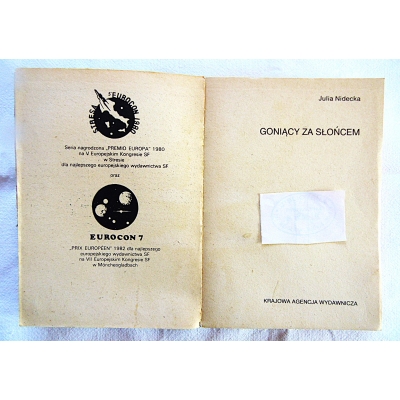 STRESA EUROCON 1980
Seria nagrodzona „PREMIO EUROPA" 1980
na V Europejskim Kongresie SF
w Stresie
dla najlepszego europejskiego wydawnictwa SF
oraz
EUROCON 7
„PRIX EUROPÉEN" 1982 dla najlepszego
europejskiego wydawnictwa SF
na VII Europejskim Kongresie SF
w Mönchengladbach
Julia Nidecka
GONIĄCY ZA SŁOŃCEM
KRAJOWA AGENCJA WYDAWNICZA